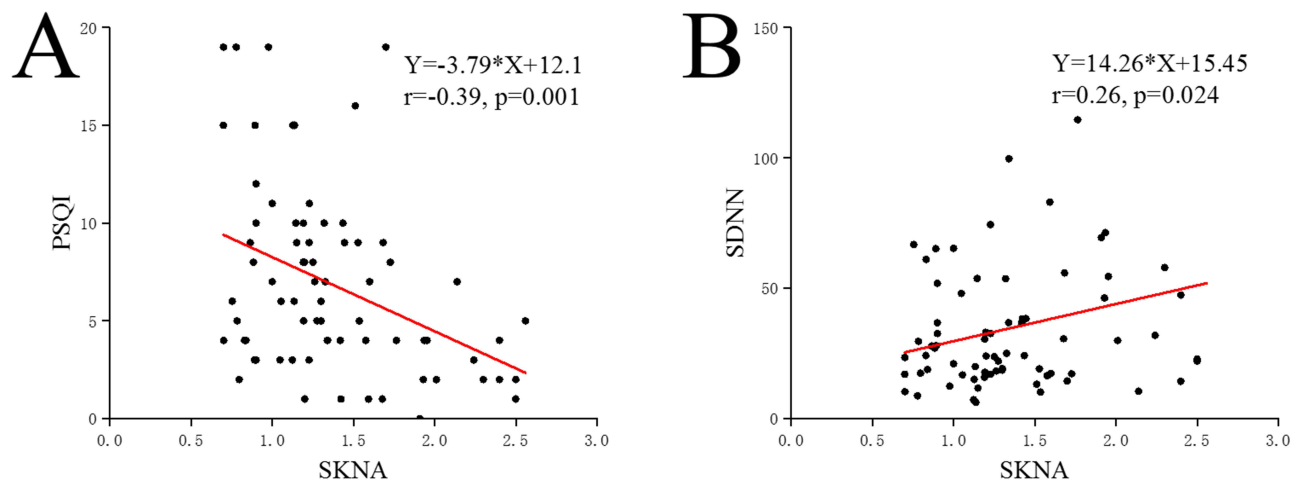 A
Y=-3.79*X+12.1
r=-0.39, p=0.001
PSQI
20
15
10
5
0
0.0 0.5 1.0 1.5 2.0 2.5 3.0
SKNA
B
Y=14.26*X+15.45
r=0.26, p=0.024
SDNN
150
100
50
0
0.0 0.5 1.0 1.5 2.0 2.5 3.0
SKNA